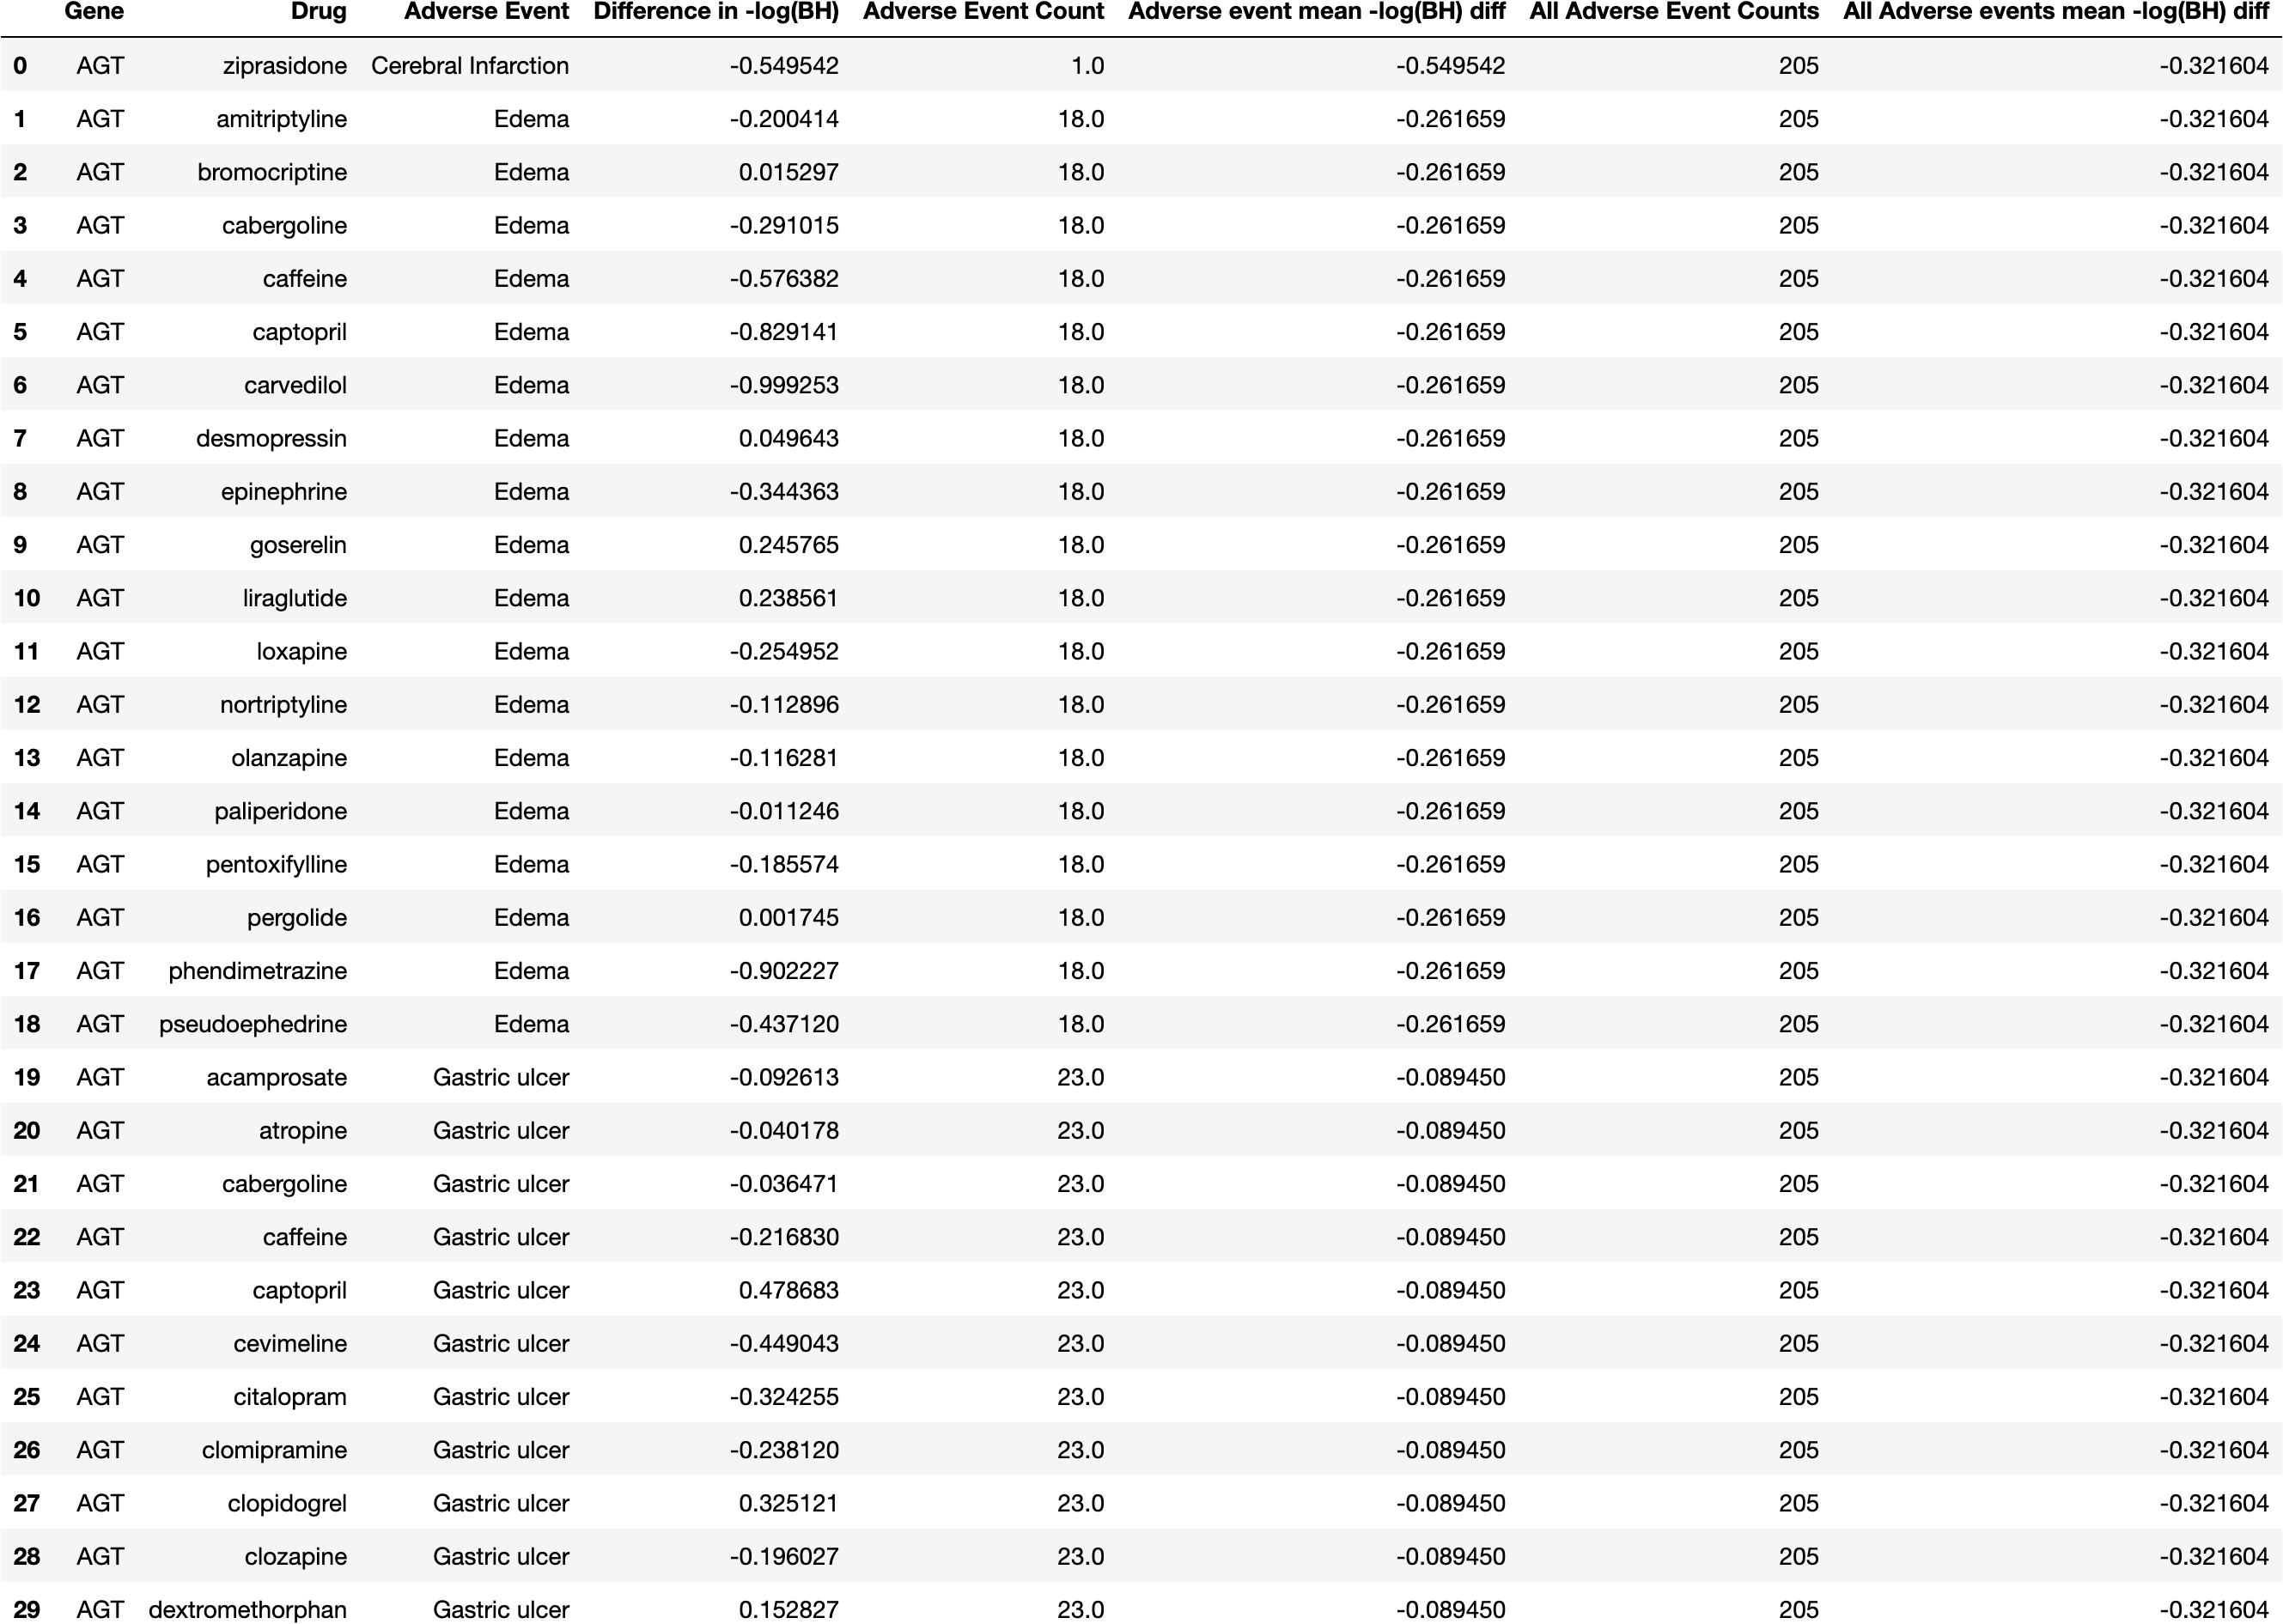 Gene Drug Adverse Event Difference in -log(BH) Adverse Event Count Adverse event mean -log(BH) diff All Adverse Event Counts All Adverse events mean -log(BH) diff
0 AGT ziprasidone Cerebral Infarction -0.549542 1.0 -0.549542 205 -0.321604
1 AGT amitriptyline Edema -0.200414 18.0 -0.261659 205 -0.321604
2 AGT bromocriptine Edema 0.015297 18.0 -0.261659 205 -0.321604
3 AGT cabergoline Edema -0.291015 18.0 -0.261659 205 -0.321604
4 AGT caffeine Edema -0.576382 18.0 -0.261659 205 -0.321604
5 AGT captopril Edema -0.829141 18.0 -0.261659 205 -0.321604
6 AGT carvedilol Edema -0.999253 18.0 -0.261659 205 -0.321604
7 AGT desmopressin Edema 0.049643 18.0 -0.261659 205 -0.321604
8 AGT epinephrine Edema -0.344363 18.0 -0.261659 205 -0.321604
9 AGT goserelin Edema 0.245765 18.0 -0.261659 205 -0.321604
10 AGT liraglutide Edema 0.238561 18.0 -0.261659 205 -0.321604
11 AGT loxapine Edema -0.254952 18.0 -0.261659 205 -0.321604
12 AGT nortriptyline Edema -0.112896 18.0 -0.261659 205 -0.321604
13 AGT olanzapine Edema -0.116281 18.0 -0.261659 205 -0.321604
14 AGT paliperidone Edema -0.011246 18.0 -0.261659 205 -0.321604
15 AGT pentoxifylline Edema -0.185574 18.0 -0.261659 205 -0.321604
16 AGT pergolide Edema 0.001745 18.0 -0.261659 205 -0.321604
17 AGT phendimetrazine Edema -0.902227 18.0 -0.261659 205 -0.321604
18 AGT pseudoephedrine Edema -0.437120 18.0 -0.261659 205 -0.321604
19 AGT acamprosate Gastric ulcer -0.092613 23.0 -0.089450 205 -0.321604
20 AGT atropine Gastric ulcer -0.040178 23.0 -0.089450 205 -0.321604
21 AGT cabergoline Gastric ulcer -0.036471 23.0 -0.089450 205 -0.321604
22 AGT caffeine Gastric ulcer -0.216830 23.0 -0.089450 205 -0.321604
23 AGT captopril Gastric ulcer 0.478683 23.0 -0.089450 205 -0.321604
24 AGT cevimeline Gastric ulcer -0.449043 23.0 -0.089450 205 -0.321604
25 AGT citalopram Gastric ulcer -0.324255 23.0 -0.089450 205 -0.321604
26 AGT clomipramine Gastric ulcer -0.238120 23.0 -0.089450 205 -0.321604
27 AGT clopidogrel Gastric ulcer 0.325121 23.0 -0.089450 205 -0.321604
28 AGT clozapine Gastric ulcer -0.196027 23.0 -0.089450 205 -0.321604
29 AGT dextromethorphan Gastric ulcer 0.152827 23.0 -0.089450 205 -0.321604